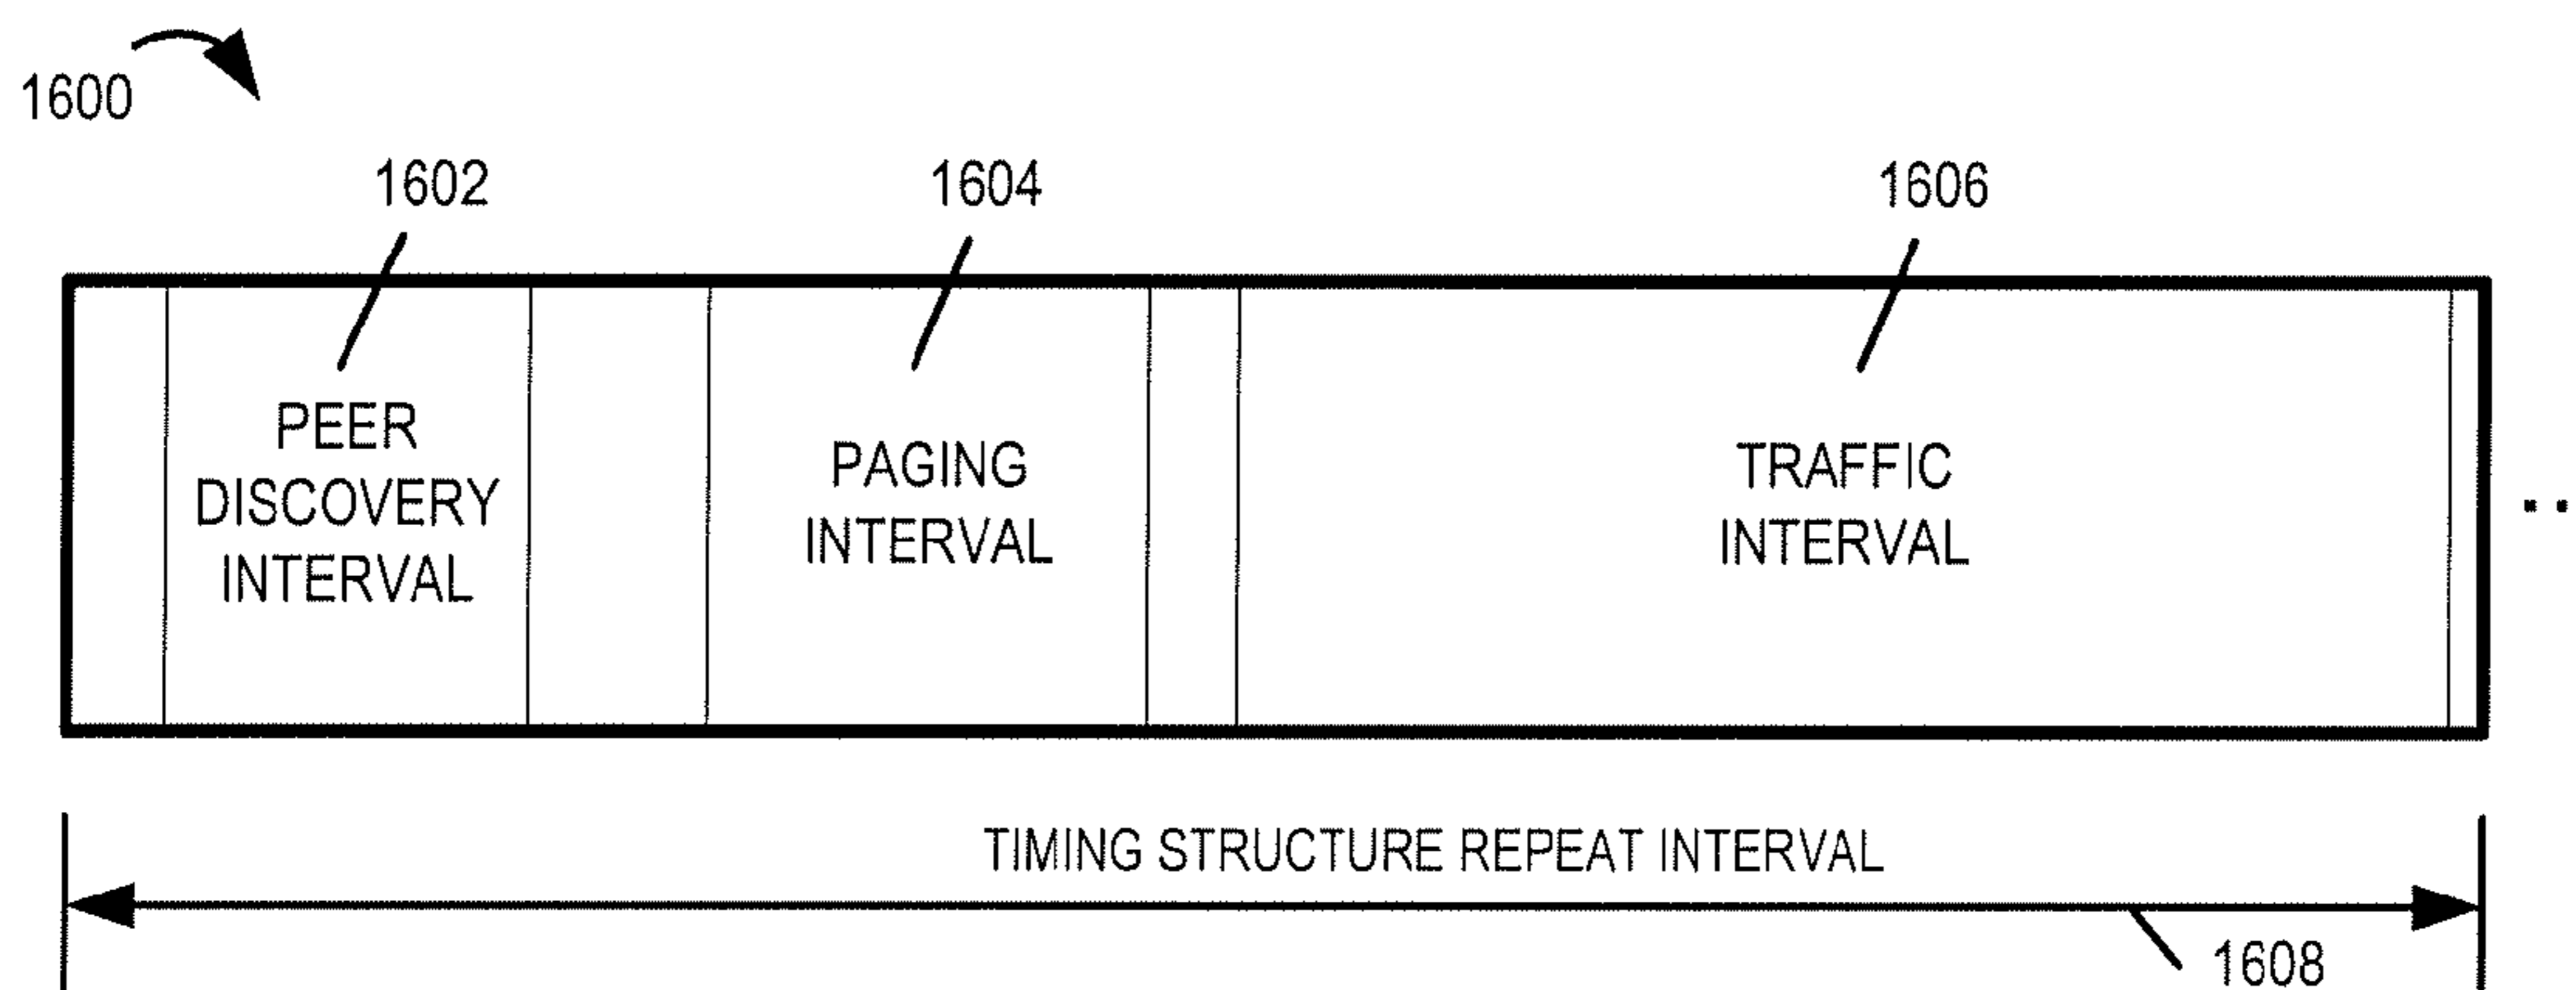 1600
1602
1604
1606
PEER
DISCOVERY
INTERVAL
PAGING
INTERVAL
TRAFFIC
INTERVAL
..
TIMING STRUCTURE REPEAT INTERVAL
1608